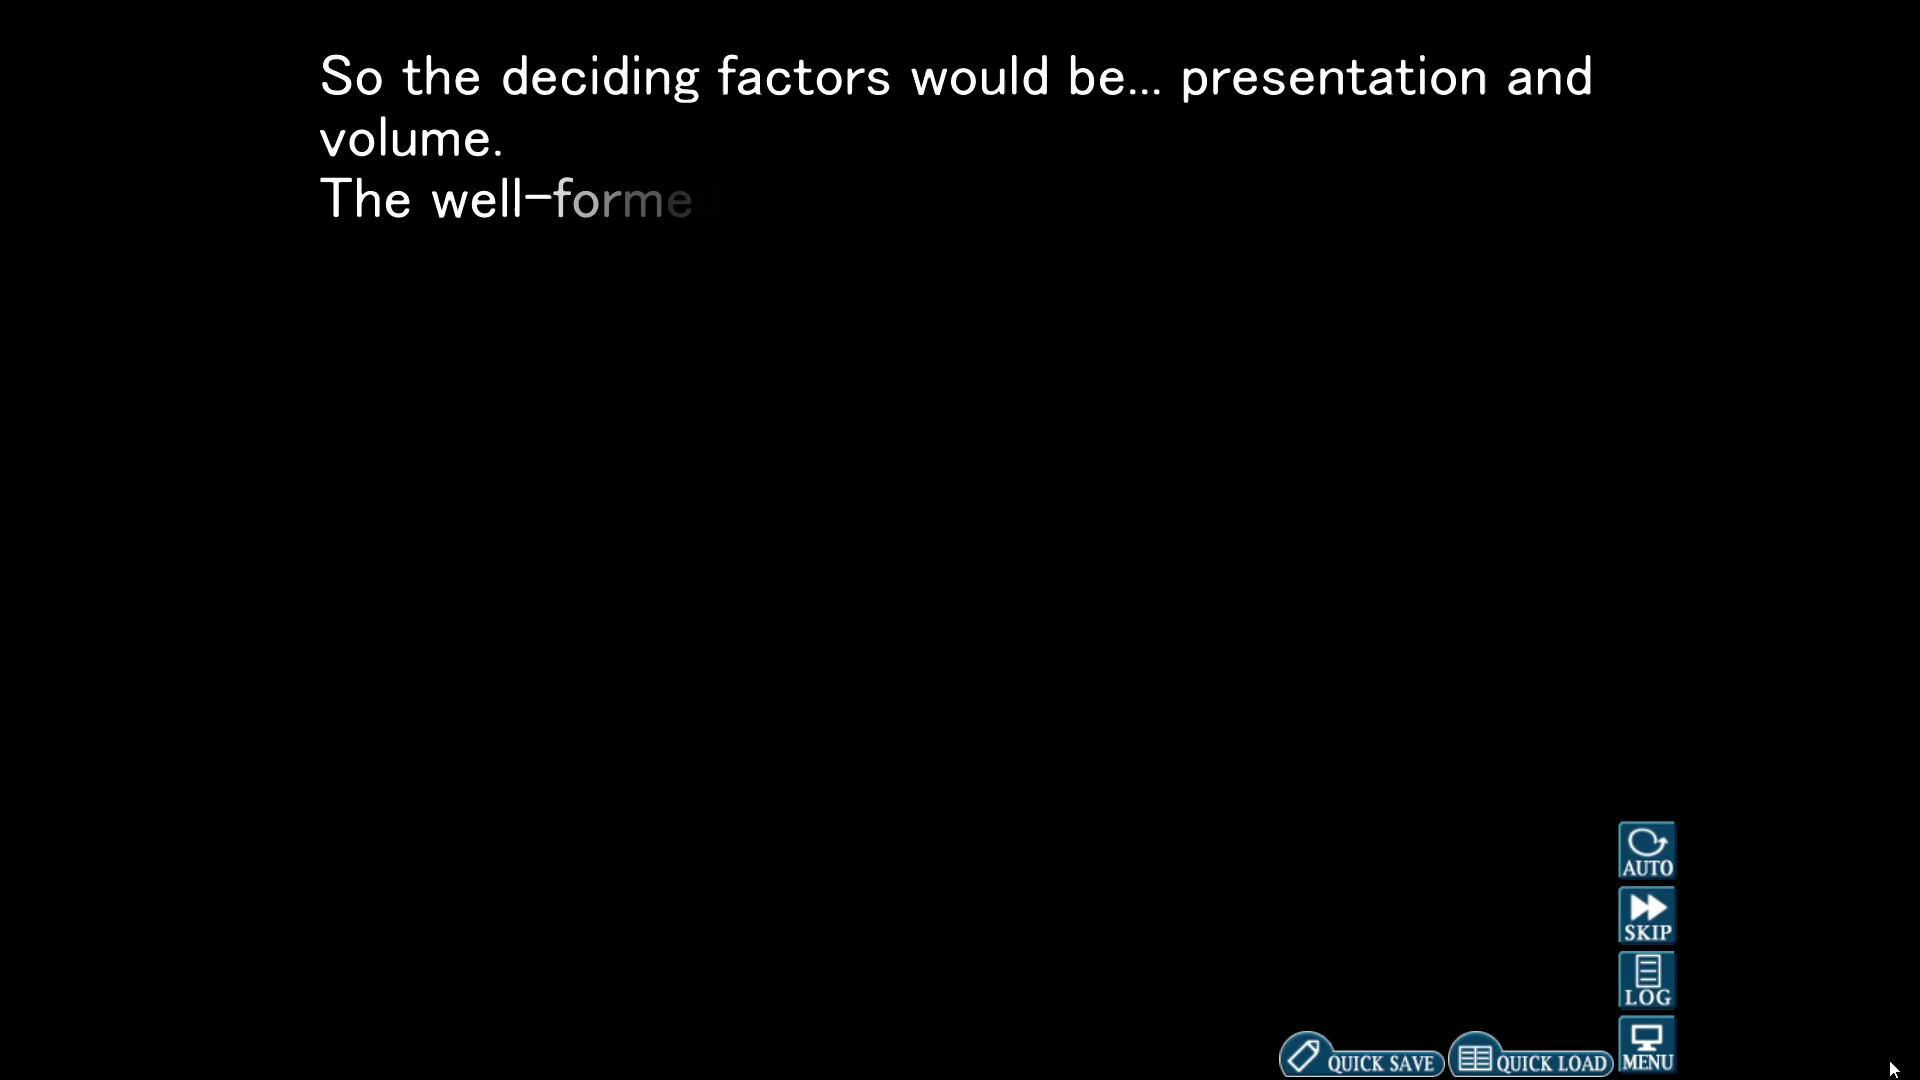 So the deciding factors would be... presentation and
volume.
The well-formed
AUTO
SKIP
LOG
QUICK SAVE
QUICK LOAD
MENU